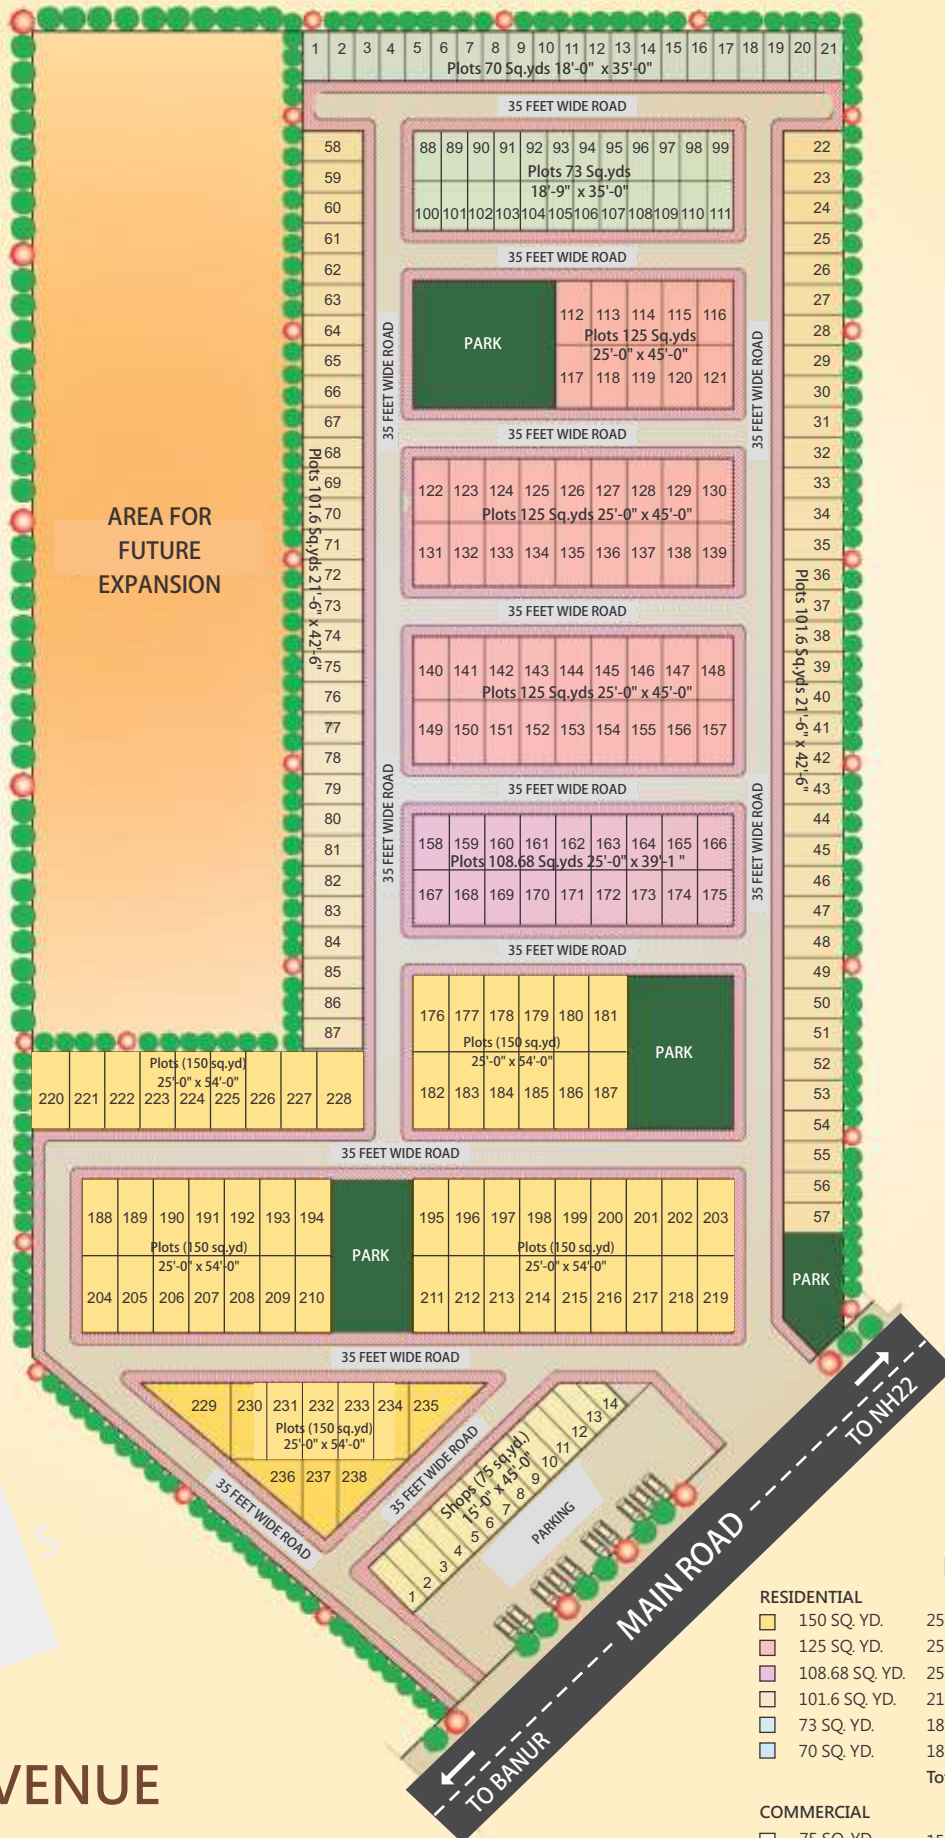 1 2 3 4 5 6 7 8 9 10 11 12 13 14 15 16 17 18 19 20 21
Plots 70 Sq.yds 18'-0" x 35'-0"
35 FEET WIDE ROAD
58
59
60
61
62
63
64
65
66
67
68
69
70
71
72
73
74
75
76
77
78
79
80
81
82
83
84
85
86
87
Plots 101.6 Sq.yds 21'-6" x 42'-6"
88 89 90 91 92 93 94 95 96 97 98 99
Plots 73 Sq.yds
18'-9" x 35'-0"
100 101 102 103 104 105 106 107 108 109 110 111
35 FEET WIDE ROAD
PARK
112 113 114 115 116
Plots 125 Sq.yds
25'-0" x 45'-0"
117 118 119 120 121
35 FEET WIDE ROAD
35 FEET WIDE ROAD
35 FEET WIDE ROAD
122 123 124 125 126 127 128 129 130
Plots 125 Sq.yds 25'-0" x 45'-0"
131 132 133 134 135 136 137 138 139
35 FEET WIDE ROAD
140 141 142 143 144 145 146 147 148
Plots 125 Sq.yds 25'-0" x 45'-0"
149 150 151 152 153 154 155 156 157
35 FEET WIDE ROAD
35 FEET WIDE ROAD
35 FEET WIDE ROAD
158 159 160 161 162 163 164 165 166
Plots 108.68 Sq.yds 25'-0" x 39'-1 "
167 168 169 170 171 172 173 174 175
35 FEET WIDE ROAD
176 177 178 179 180 181
Plots (150 sq.yd)
25'-0" x 54'-0"
182 183 184 185 186 187
PARK
22
23
24
25
26
27
28
29
30
31
32
33
34
35
36
37
38
39
40
41
42
43
44
45
46
47
48
49
50
51
52
53
54
55
56
57
Plots 101.6 Sq.yds 21'-6" x 42'-6"
PARK
AREA FOR
FUTURE
EXPANSION
Plots (150 sq.yd)
25'-0" x 54'-0"
220 221 222 223 224 225 226 227 228
35 FEET WIDE ROAD
188 189 190 191 192 193 194
Plots (150 sq.yd)
25'-0" x 54'-0"
204 205 206 207 208 209 210
PARK
195 196 197 198 199 200 201 202 203
Plots (150 sq.yd)
25'-0" x 54'-0"
211 212 213 214 215 216 217 218 219
35 FEET WIDE ROAD
229 230 231 232 233 234 235
Plots (150 sq.yd)
25'-0" x 54'-0"
236 237 238
35 FEET WIDE ROAD
35 FEET WIDE ROAD
Shops (75 sq.yd.)
15'-0" x 45'-0"
1 2 3 4 5 6 7 8 9 10 11 12 13 14
PARKING
MAIN ROAD
TO NH22
TO BANUR
S
VENUE
RESIDENTIAL
150 SQ. YD. 25
125 SQ. YD. 25
108.68 SQ. YD. 25
101.6 SQ. YD. 21
73 SQ. YD. 18
70 SQ. YD. 18
To
COMMERCIAL
75 SQ. YD. 15